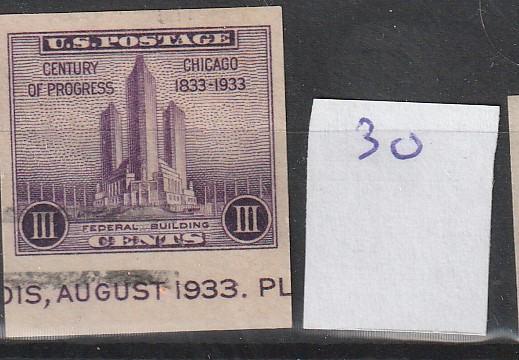 U.S. POSTAGE
CENTURY OF PROGRESS
CHICAGO 1833-1933
III
III
FEDERAL BUILDING
CENTS
OIS, AUGUST 1933. PL
30